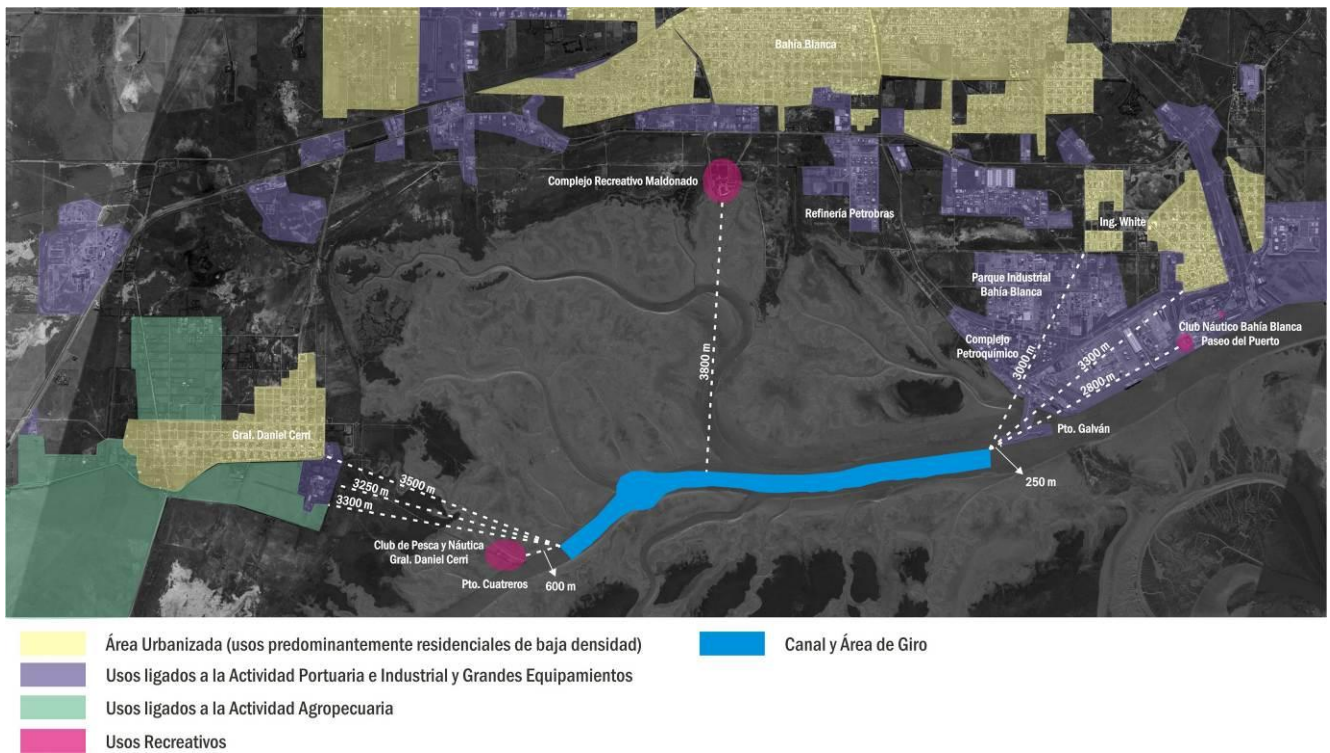 Bahía Blanca
Complejo Recreativo Maldonado
Refinería Petrobras
Ing. White
Parque Industrial
Bahía Blanca
Club Náutico Bahía Blanca
Paseo del Puerto
Complejo
Petroquímico
3800 m
3000 m
3300 m
2800 m
Pto. Galván
Gral. Daniel Cerri
3500 m
3250 m
3300 m
250 m
Club de Pesca y Náutica
Gral. Daniel Cerri
Pto. Cuatreros
600 m
Área Urbanizada (usos predominantemente residenciales de baja densidad)
Canal y Área de Giro
Usos ligados a la Actividad Portuaria e Industrial y Grandes Equipamientos
Usos ligados a la Actividad Agropecuaria
Usos Recreativos